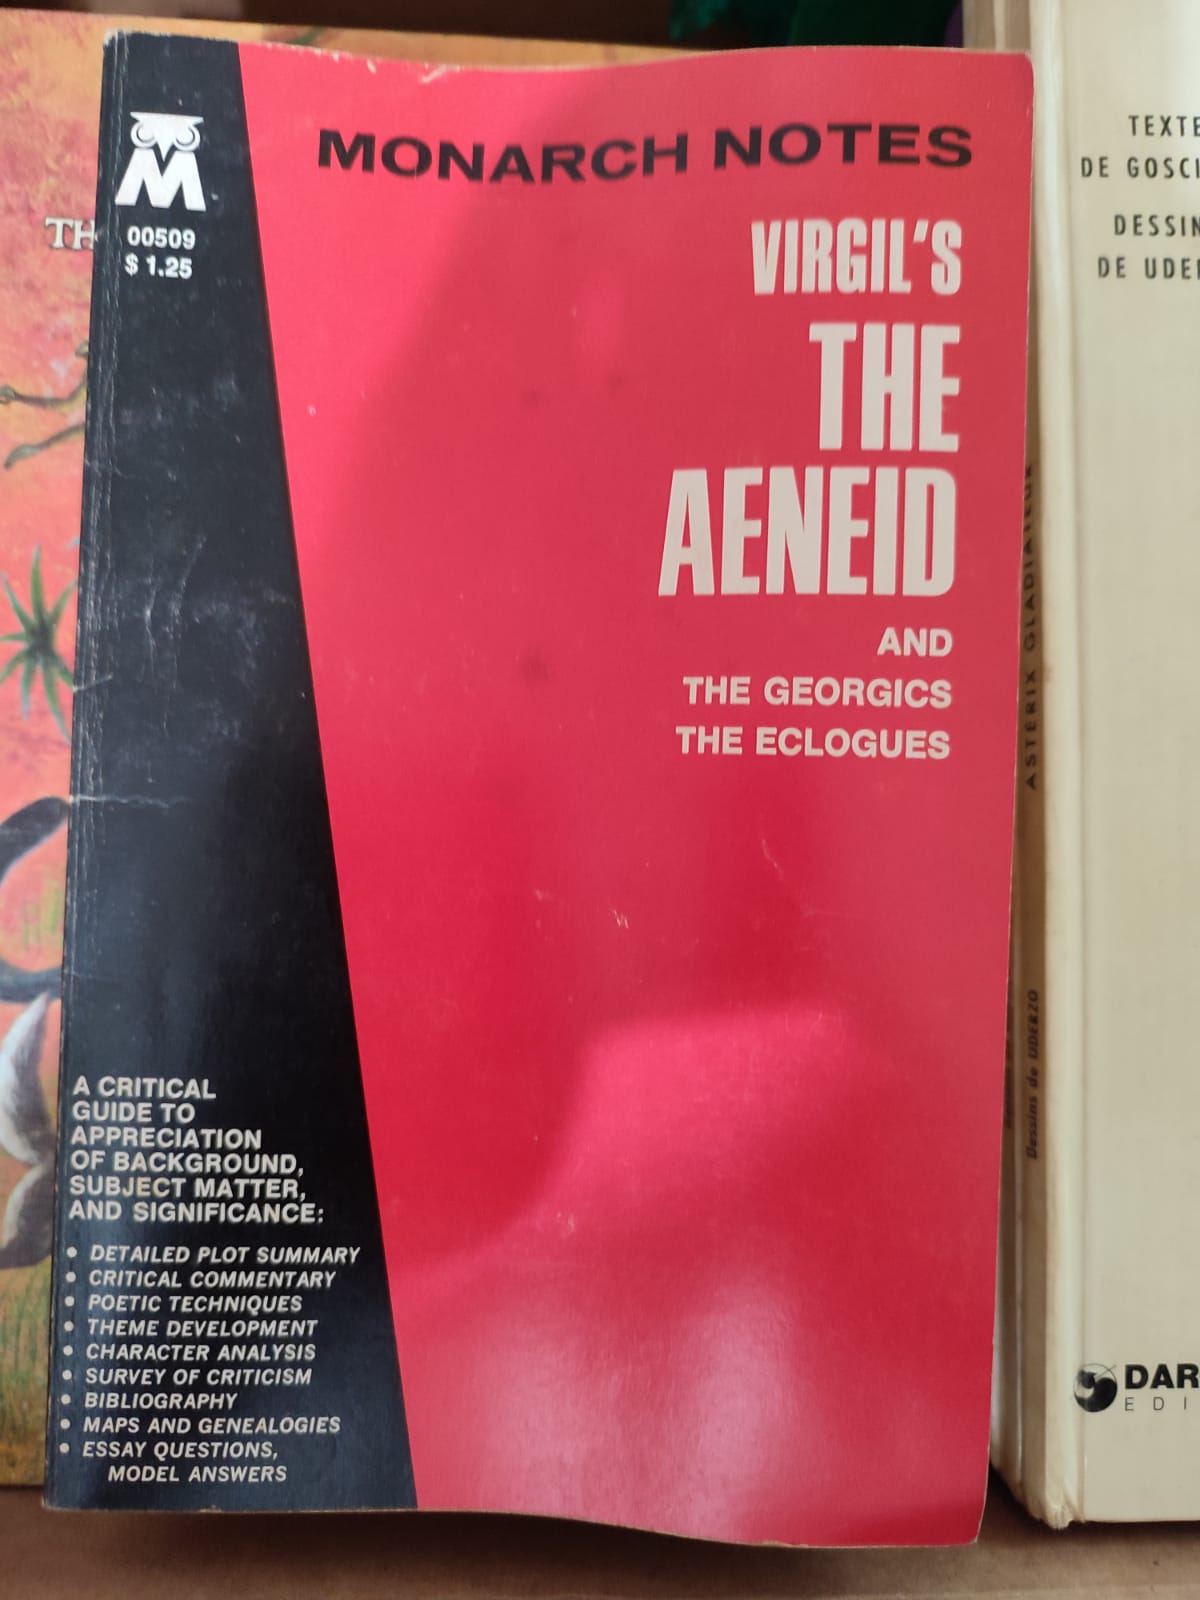 M
00509
$ 1.25
MONARCH NOTES
VIRGIL'S
THE
AENEID
AND
THE GEORGICS
THE ECLOGUES
A CRITICAL
GUIDE TO
APPRECIATION
OF BACKGROUND,
SUBJECT MATTER,
AND SIGNIFICANCE:
• DETAILED PLOT SUMMARY
• CRITICAL COMMENTARY
• POETIC TECHNIQUES
• THEME DEVELOPMENT
• CHARACTER ANALYSIS
• SURVEY OF CRITICISM
• BIBLIOGRAPHY
• MAPS AND GENEALOGIES
• ESSAY QUESTIONS,
MODEL ANSWERS
TH
TEXTE
DE GOSCI
DESSIN
DE UDE
ASTERIX GLADIATEUR
Dessins de UDERZO
DAR
EDI